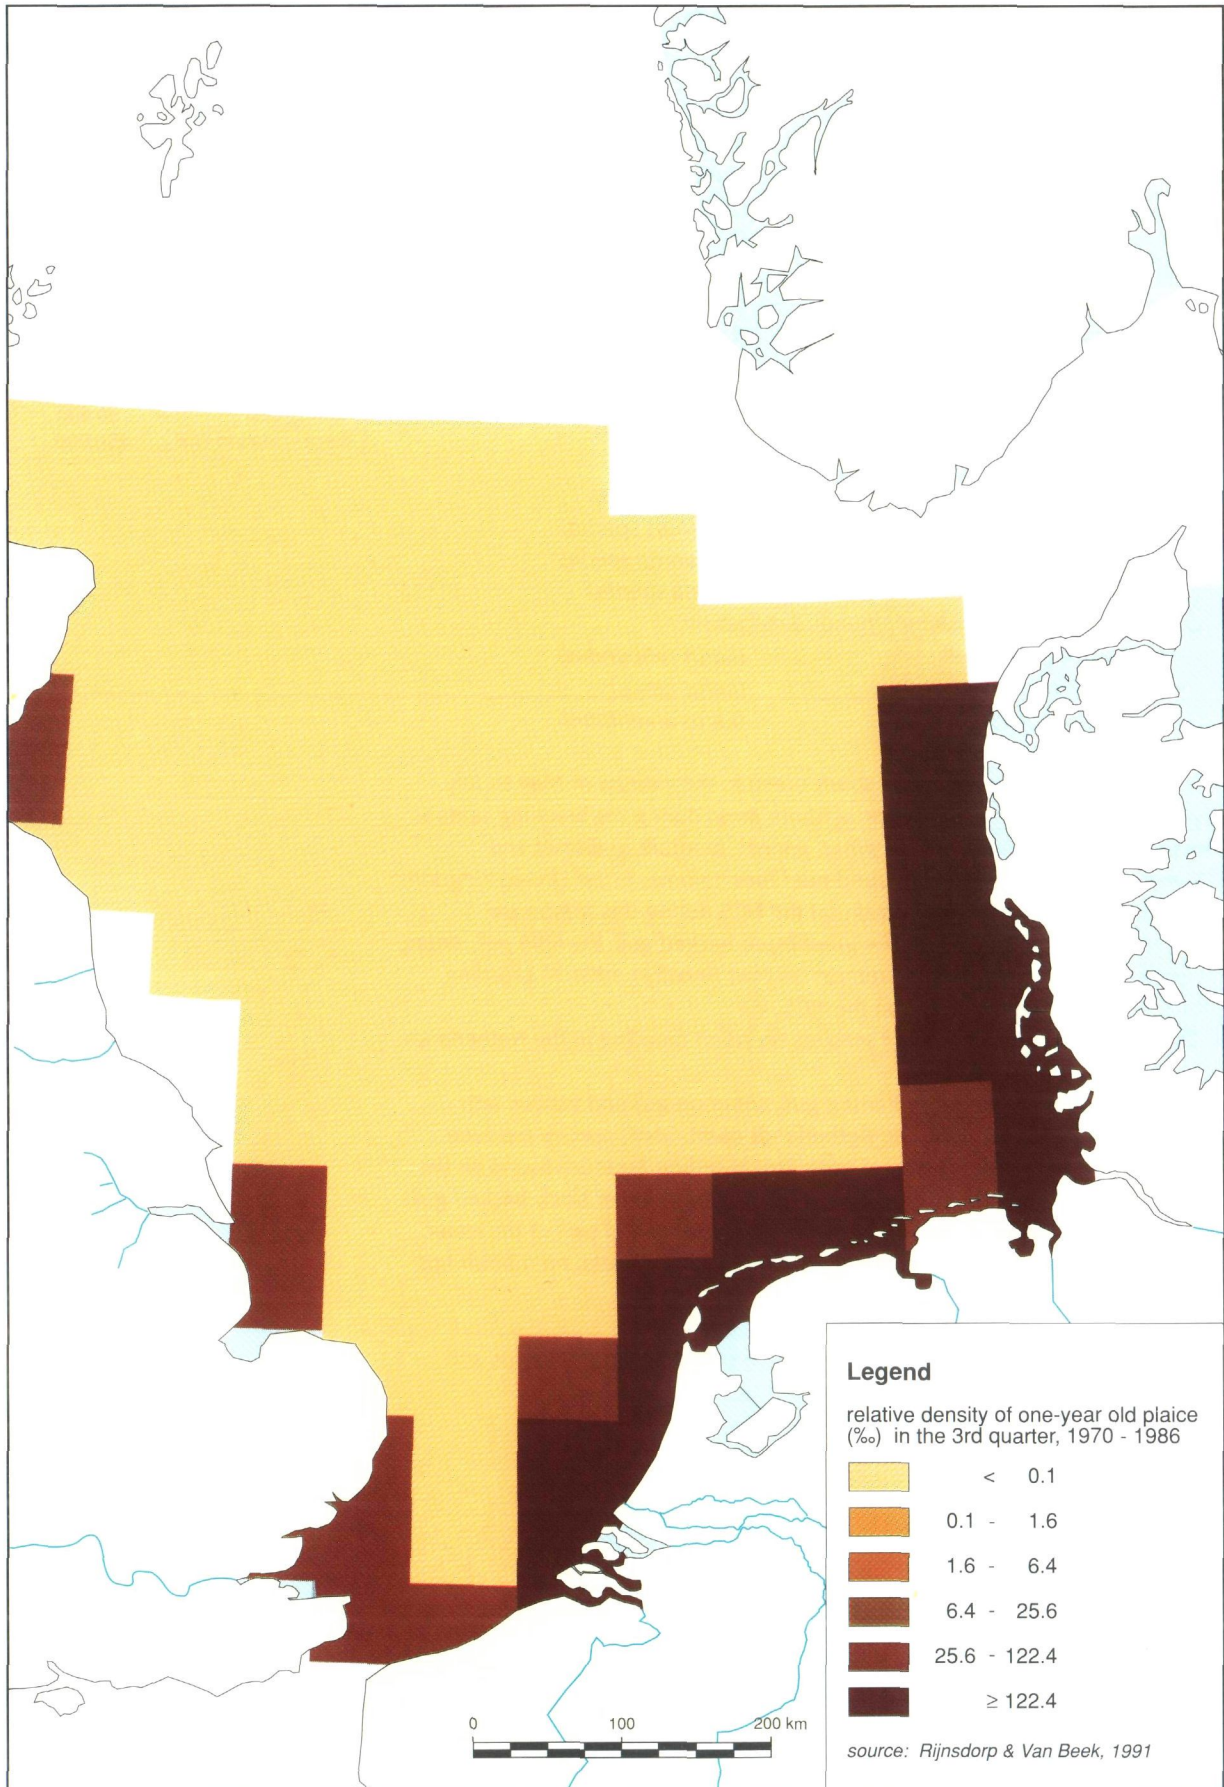 Legend
relative density of one-year old plaice
(‰) in the 3rd quarter, 1970 - 1986
< 0.1
0.1 - 1.6
1.6 - 6.4
6.4 - 25.6
25.6 - 122.4
≥ 122.4
source: Rijnsdorp & Van Beek, 1991
0 100 200 km